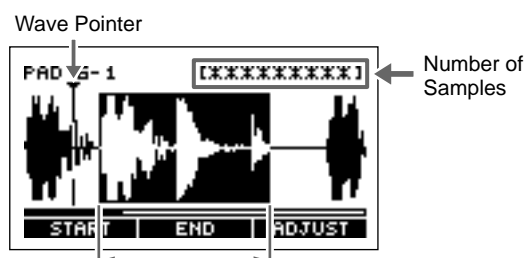 Wave Pointer
PAD G-1 [*********]
Number of
Samples
START END ADJUST